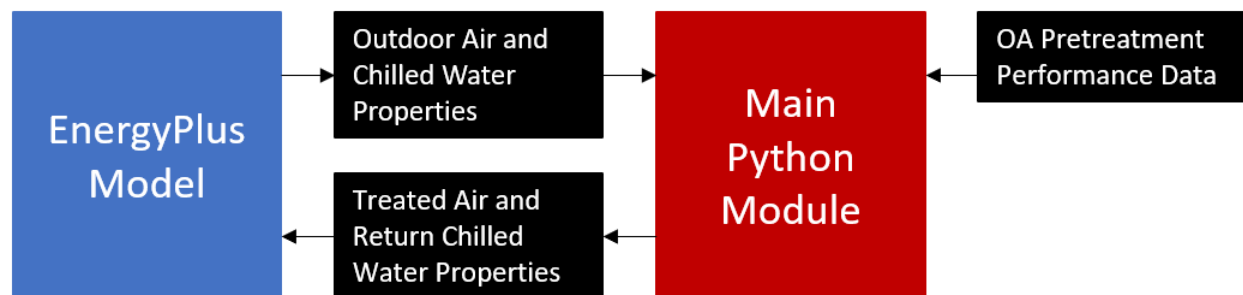 EnergyPlus
Model
Outdoor Air and
Chilled Water
Properties
Treated Air and
Return Chilled
Water Properties
Main
Python
Module
OA Pretreatment
Performance Data